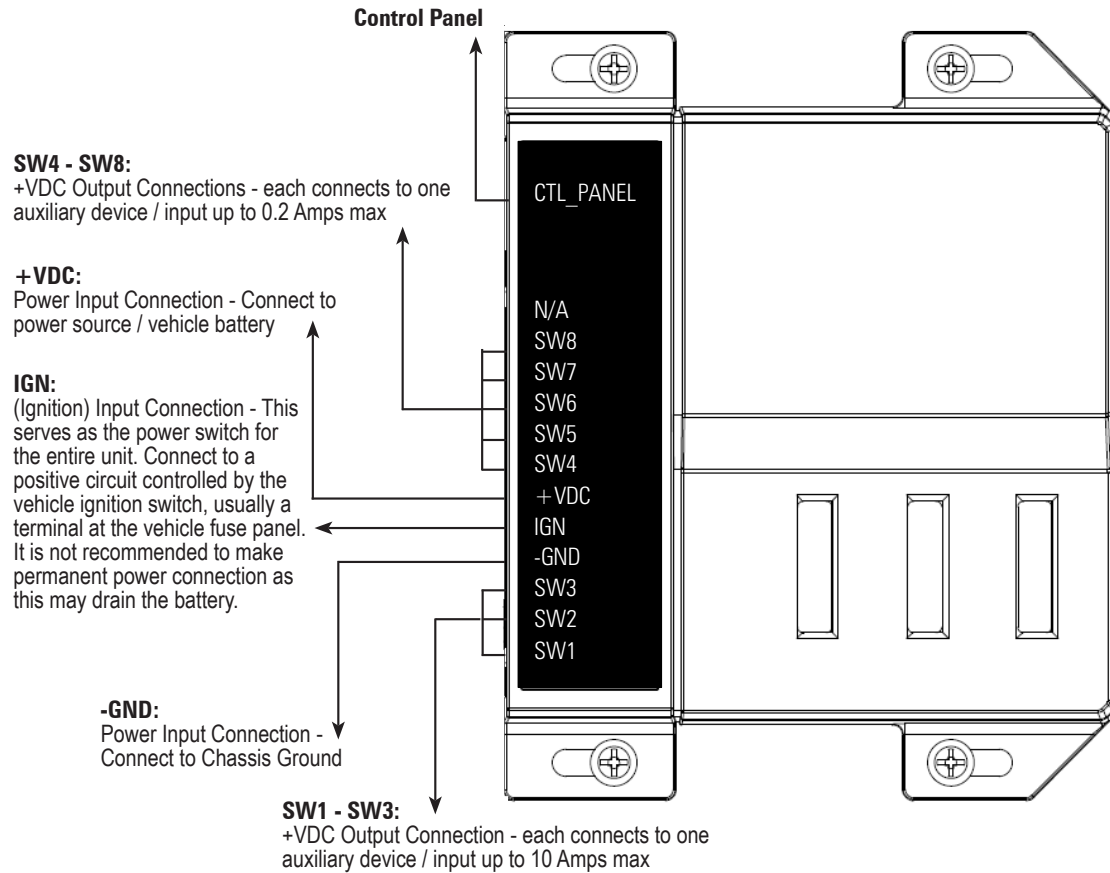 Control Panel
SW4 - SW8:
+VDC Output Connections - each connects to one
auxiliary device / input up to 0.2 Amps max
+VDC:
Power Input Connection - Connect to
power source / vehicle battery
IGN:
(Ignition) Input Connection - This
serves as the power switch for
the entire unit. Connect to a
positive circuit controlled by the
vehicle ignition switch, usually a
terminal at the vehicle fuse panel.
It is not recommended to make
permanent power connection as
this may drain the battery.
-GND:
Power Input Connection -
Connect to Chassis Ground
SW1 - SW3:
+VDC Output Connection - each connects to one
auxiliary device / input up to 10 Amps max
CTL_PANEL
N/A
SW8
SW7
SW6
SW5
SW4
+VDC
IGN
-GND
SW3
SW2
SW1